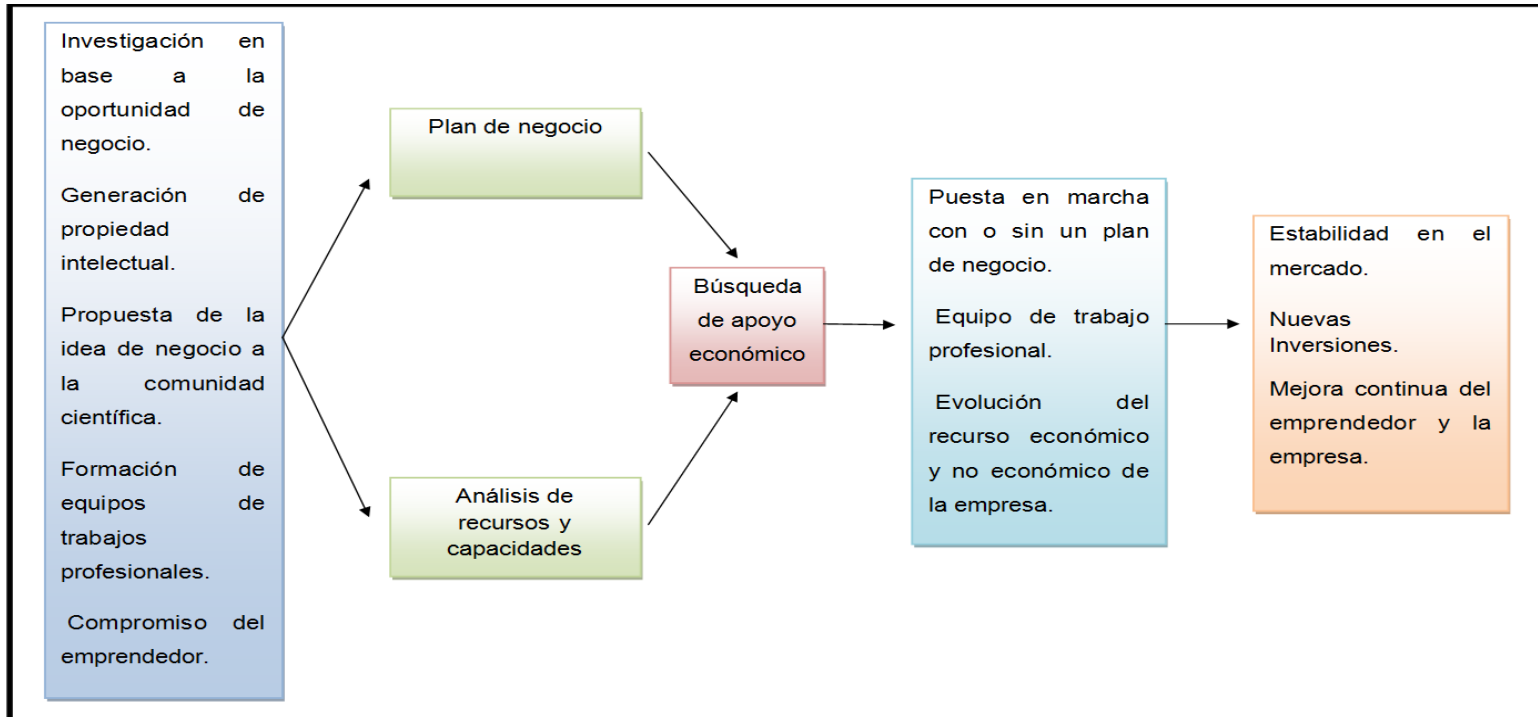 Investigación en
base a la
oportunidad de
negocio.
Generación de
propiedad
intelectual.
Propuesta de la
idea de negocio a
la comunidad
científica.
Formación de
equipos de
trabajos
profesionales.
Compromiso del
emprendedor.
Plan de negocio
Análisis de
recursos y
capacidades
Búsqueda
de apoyo
económico
Puesta en marcha
con o sin un plan
de negocio.
Equipo de trabajo
profesional.
Evolución del
recurso económico
y no económico de
la empresa.
Estabilidad en el
mercado.
Nuevas
Inversiones.
Mejora continua del
emprendedor y la
empresa.